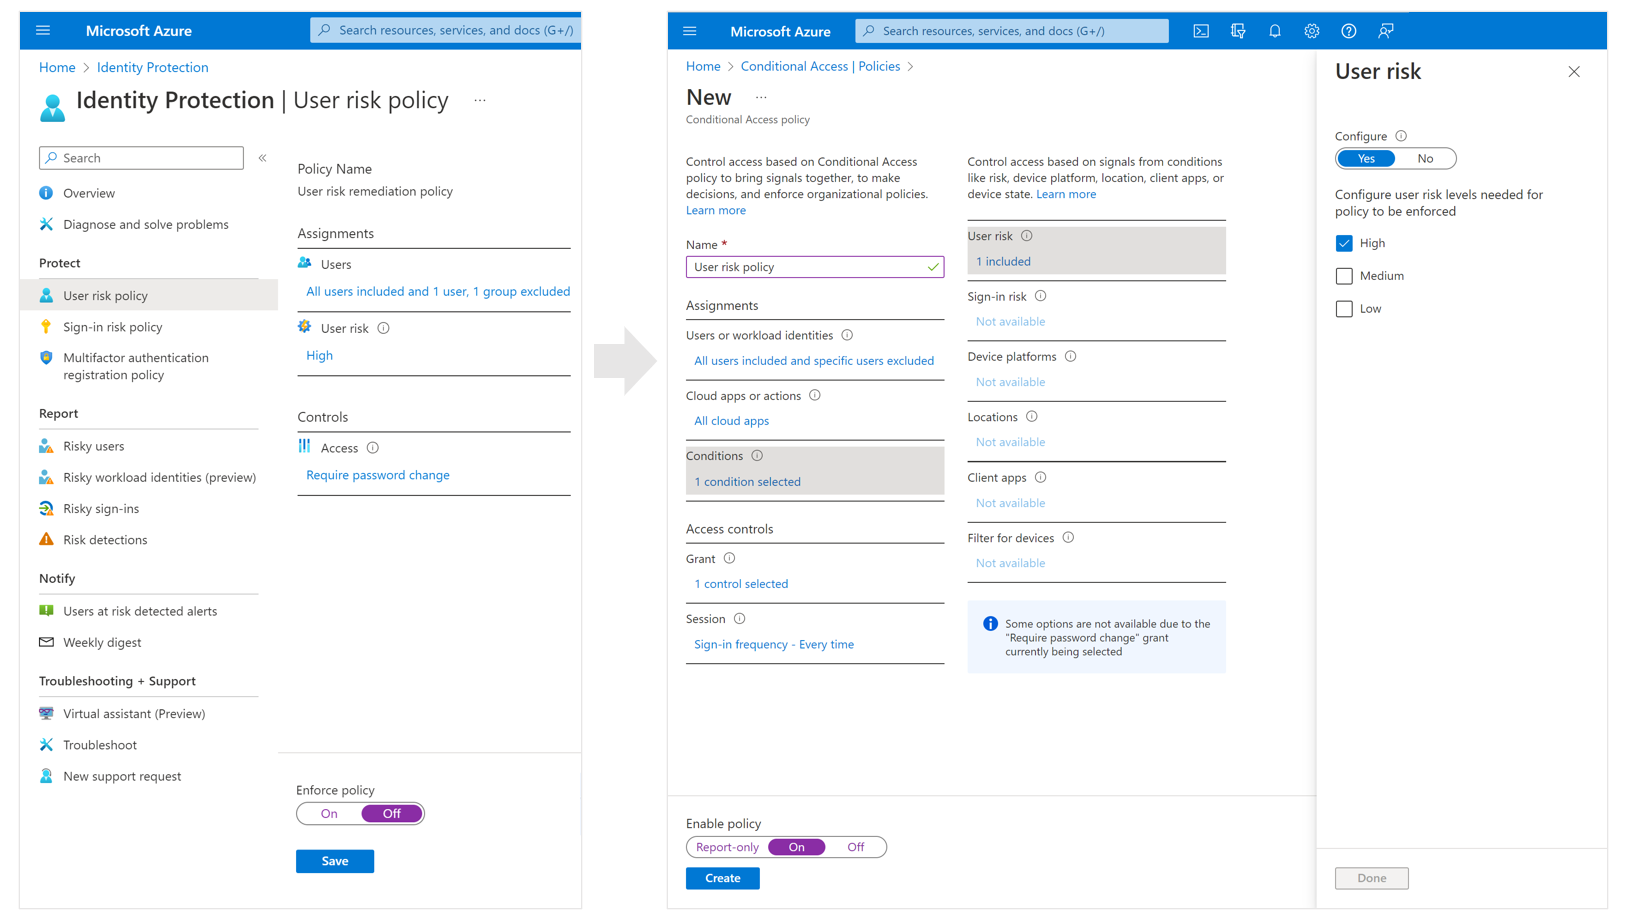 Microsoft Azure
Search resources, services, and docs (G+/)
Home > Identity Protection
Identity Protection | User risk policy ...
Search
«
Overview
Diagnose and solve problems
Protect
User risk policy
Sign-in risk policy
Multifactor authentication
registration policy
Report
Risky users
Risky workload identities (preview)
Risky sign-ins
Risk detections
Notify
Users at risk detected alerts
Weekly digest
Troubleshooting + Support
Virtual assistant (Preview)
Troubleshoot
New support request
Policy Name
User risk remediation policy
Assignments
Users
All users included and 1 user, 1 group excluded
User risk
High
Controls
Access
Require password change
Enforce policy
On Off
Save
Microsoft Azure
Search resources, services, and docs (G+/)
Home > Conditional Access | Policies >
New ...
Conditional Access policy
Control access based on Conditional Access
policy to bring signals together, to make
decisions, and enforce organizational policies.
Learn more
Name *
User risk policy
Assignments
Users or workload identities
All users included and specific users excluded
Cloud apps or actions
All cloud apps
Conditions
1 condition selected
Access controls
Grant
1 control selected
Session
Sign-in frequency - Every time
Control access based on signals from conditions
like risk, device platform, location, client apps, or
device state. Learn more
User risk
1 included
Sign-in risk
Not available
Device platforms
Not available
Locations
Not available
Client apps
Not available
Filter for devices
Not available
Some options are not available due to the
"Require password change" grant
currently being selected
Enable policy
Report-only On Off
Create
User risk
Configure
Yes No
Configure user risk levels needed for
policy to be enforced
High
Medium
Low
Done